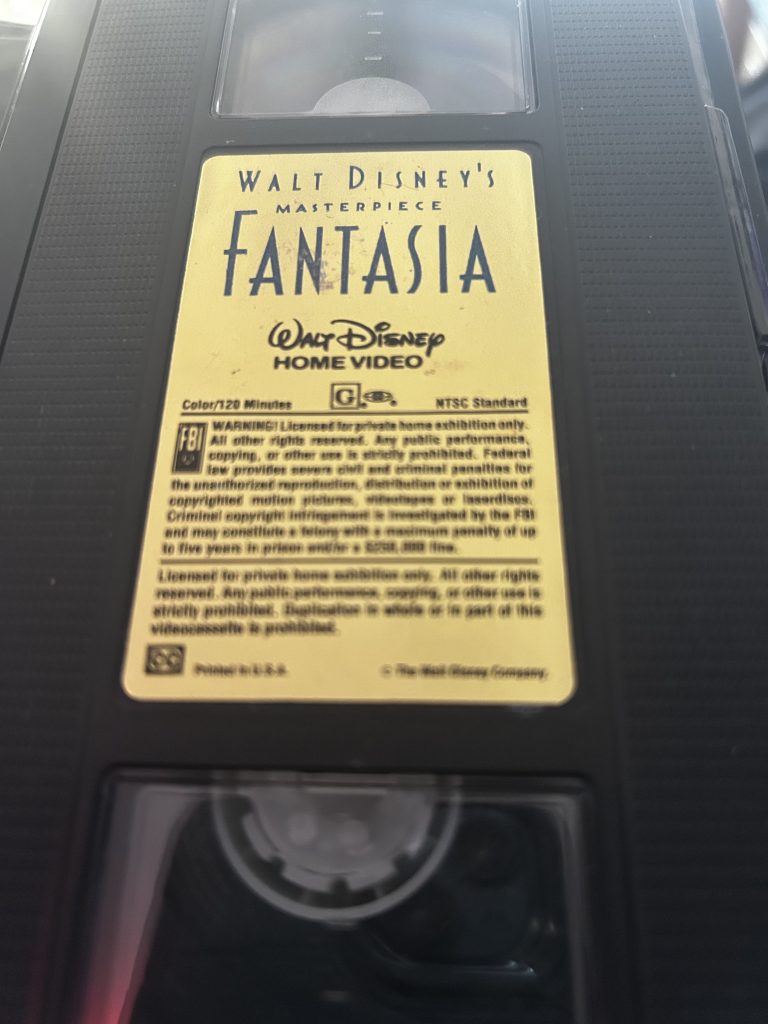 WALT DISNEY'S
MASTERPIECE
FANTASIA
WALT DISNEY
HOME VIDEO
Color/120 Minutes G NTSC Standard
FBI WARNING! Licensed for private home exhibition only.
All other rights reserved. Any public performance,
copying, or other use is strictly prohibited. Federal
law provides severe civil and criminal penalties for
the unauthorized reproduction, distribution or exhibition of
copyrighted motion pictures, videotapes or laserdiscs.
Criminal copyright infringement is investigated by the FBI
and may constitute a felony with a maximum penalty of up
to five years in prison and/or a $250,000 fine.
Licensed for private home exhibition only. All other rights
reserved. Any public performance, copying, or other use is
strictly prohibited. Duplication in whole or in part of this
videocassette is prohibited.
CC Printed in U.S.A. © The Walt Disney Company